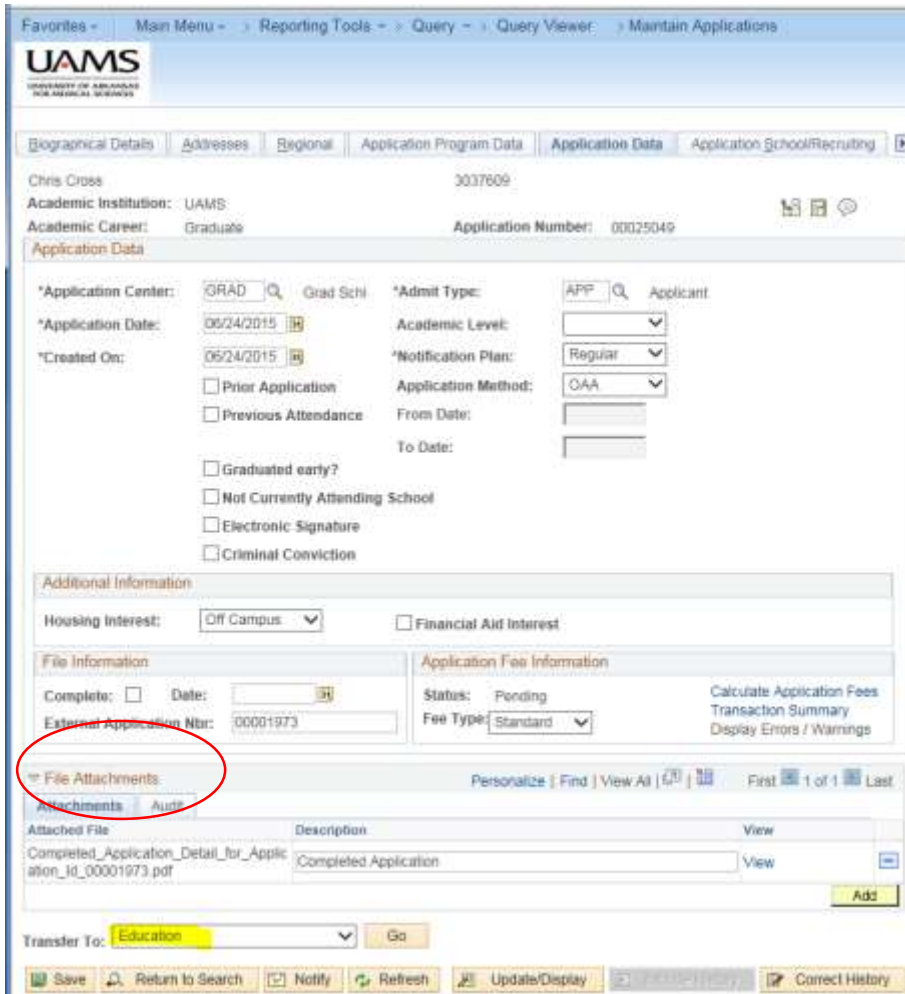 Favorites Main Menu > Reporting Tools > Query > Query Viewer > Maintain Applications
UAMS
UNIVERSITY OF ARKANSAS
FOR MEDICAL SCIENCES
Biographical Details Addresses Regional Application Program Data Application Data Application School/Recruiting
Chris Cross 3037609
Academic Institution: UAMS
Academic Career: Graduate Application Number: 00025049
Application Data
*Application Center: GRAD Grad Schl *Admit Type: APP Applicant
*Application Date: 06/24/2015 Academic Level:
*Created On: 06/24/2015 *Notification Plan: Regular
Prior Application Application Method: OAA
Previous Attendance From Date:
To Date:
Graduated early?
Not Currently Attending School
Electronic Signature
Criminal Conviction
Additional Information
Housing Interest: Off Campus Financial Aid Interest
File Information Application Fee Information
Complete: Date: Status: Pending Calculate Application Fees
External Application Nbr: 00001973 Fee Type: Standard Transaction Summary
Display Errors / Warnings
File Attachments Personalize | Find | View All | | First 1 of 1 Last
Attachments Audit
Attached File Description View
Completed_Application_Detail_for_Applic Completed Application View
ation_Id_00001973.pdf
Add
Transfer To: Education Go
Save Return to Search Notify Refresh Update/Display Correct History